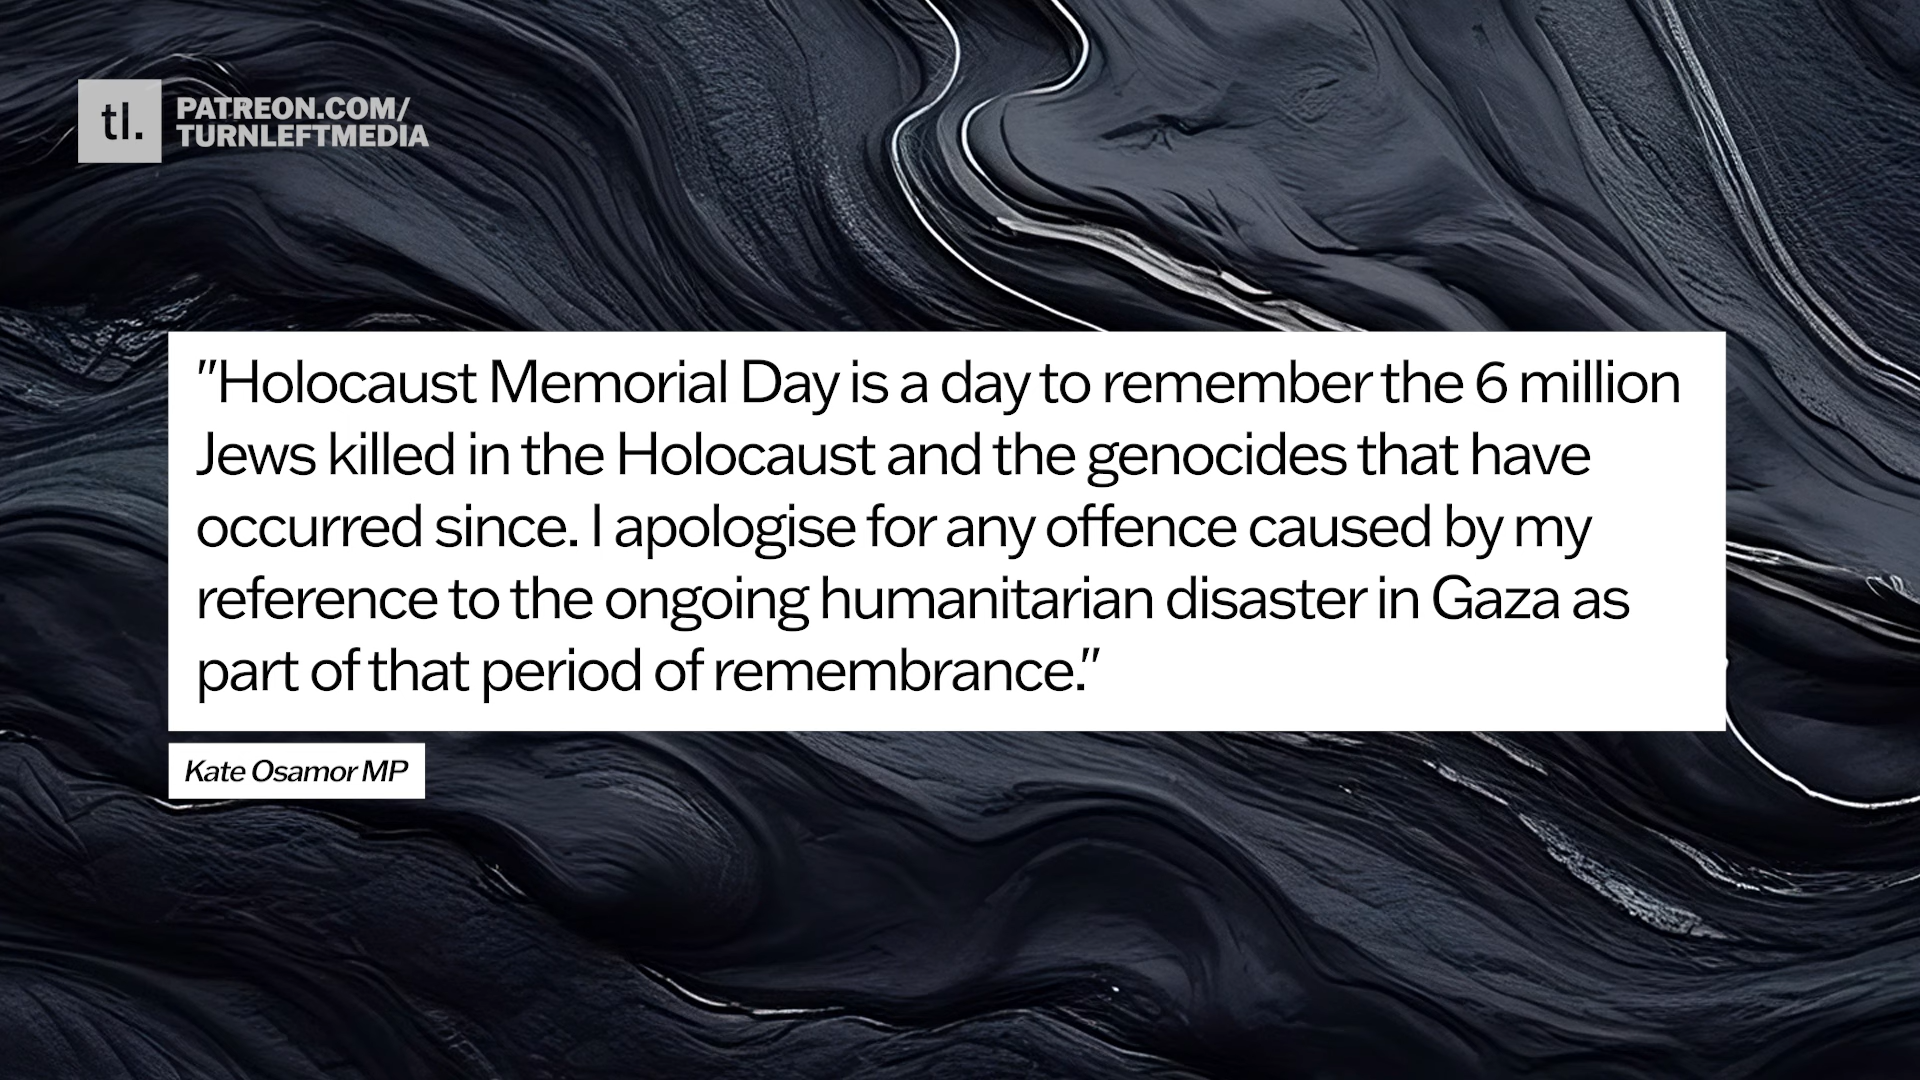 tl.
PATREON.COM/
TURNLEFTMEDIA
"Holocaust Memorial Day is a day to remember the 6 million
Jews killed in the Holocaust and the genocides that have
occurred since. I apologise for any offence caused by my
reference to the ongoing humanitarian disaster in Gaza as
part of that period of remembrance."
Kate Osamor MP